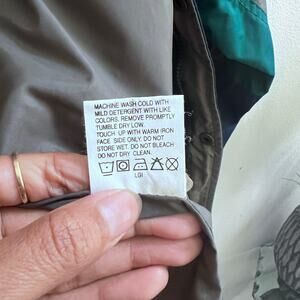 MACHINE WASH COLD WITH
MILD DETERGENT WITH LIKE
COLORS. REMOVE PROMPTLY
TUMBLE DRY LOW.
TOUCH UP WITH WARM IRON
FACE SIDE ONLY. DO NOT
STORE WET. DO NOT BLEACH
DO NOT DRY CLEAN.
LGI